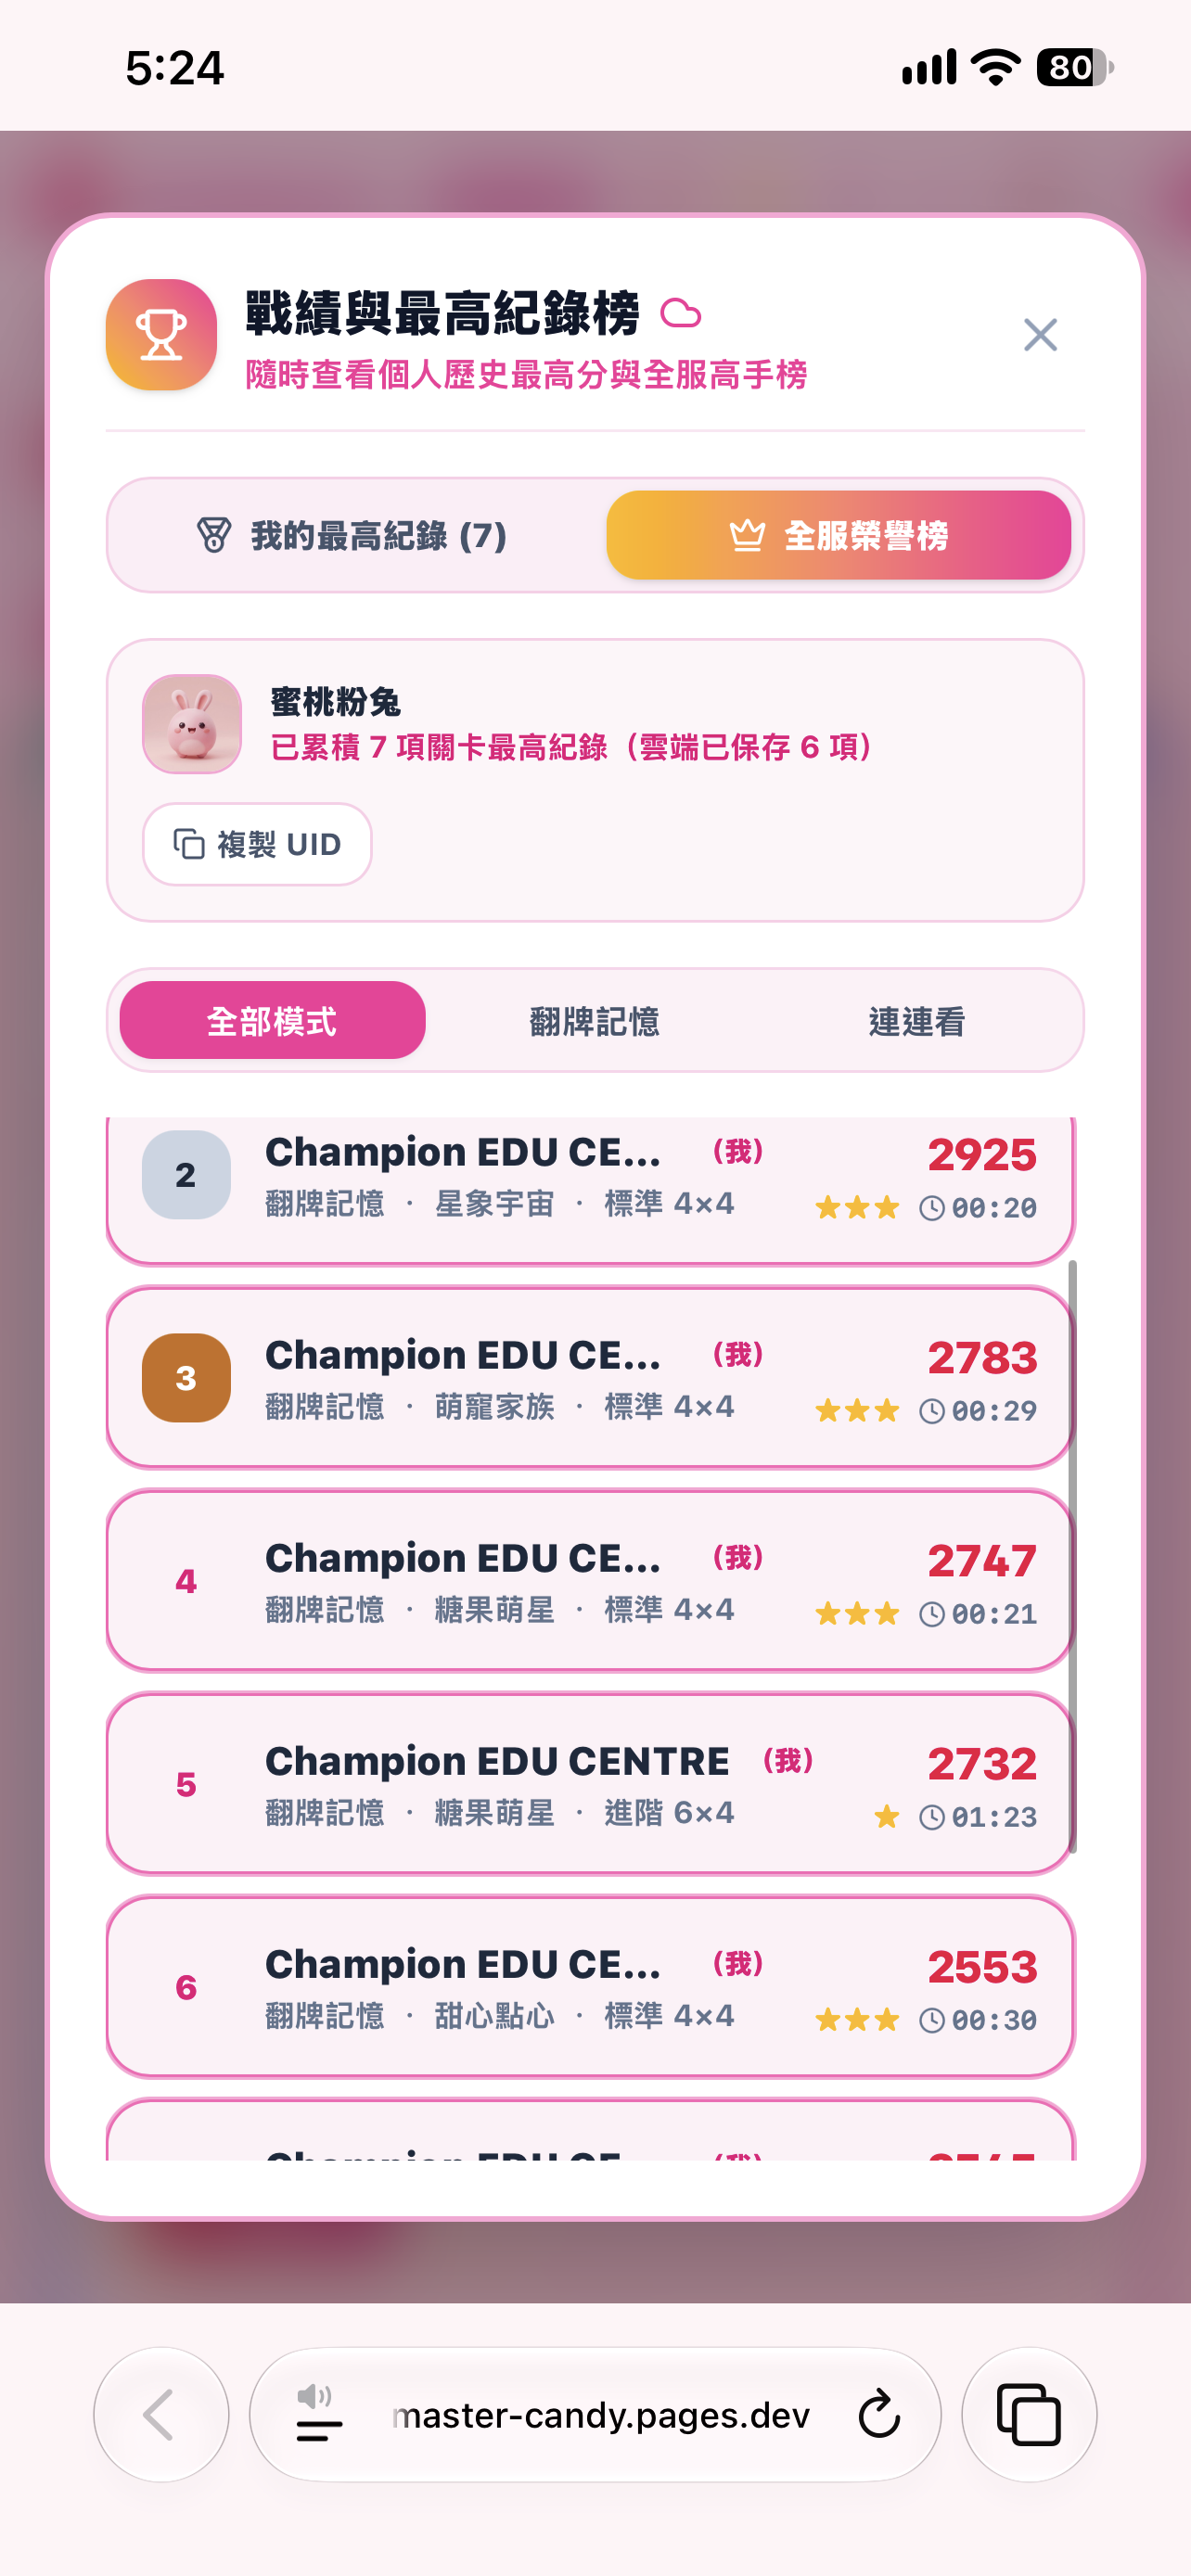 5:24
80
戰績與最高紀錄榜
隨時查看個人歷史最高分與全服高手榜
我的最高紀錄 (7)
全服榮譽榜
蜜桃粉兔
已累積 7 項關卡最高紀錄（雲端已保存 6 項）
複製 UID
全部模式
翻牌記憶
連連看
2
Champion EDU CE... (我)
2925
翻牌記憶 · 星象宇宙 · 標準 4×4
00:20
3
Champion EDU CE... (我)
2783
翻牌記憶 · 萌寵家族 · 標準 4×4
00:29
4
Champion EDU CE... (我)
2747
翻牌記憶 · 糖果萌星 · 標準 4×4
00:21
5
Champion EDU CENTRE (我)
2732
翻牌記憶 · 糖果萌星 · 進階 6×4
01:23
6
Champion EDU CE... (我)
2553
翻牌記憶 · 甜心點心 · 標準 4×4
00:30
master-candy.pages.dev